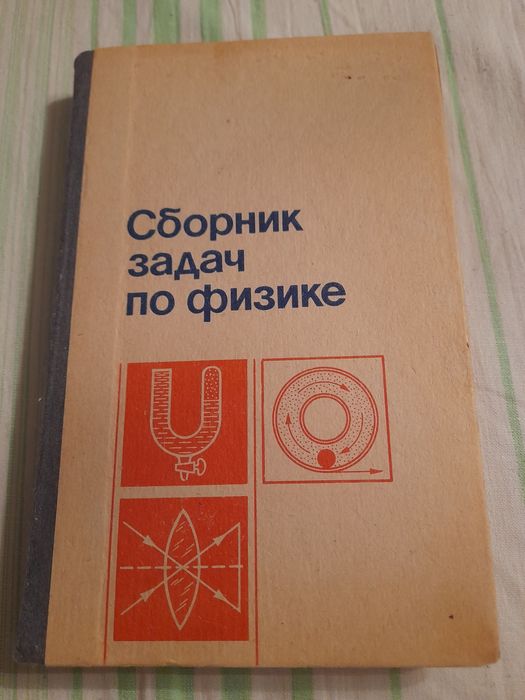 Сборник
задач
по физике